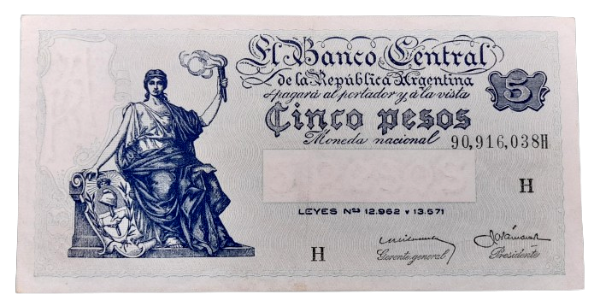 El Banco Central
de la República Argentina
pagará al portador y á la vista
5
Cinco pesos
Moneda nacional
90,916,038H
H
LEYES Nos 12.962 Y 13.571
H
Gerente general
Presidente